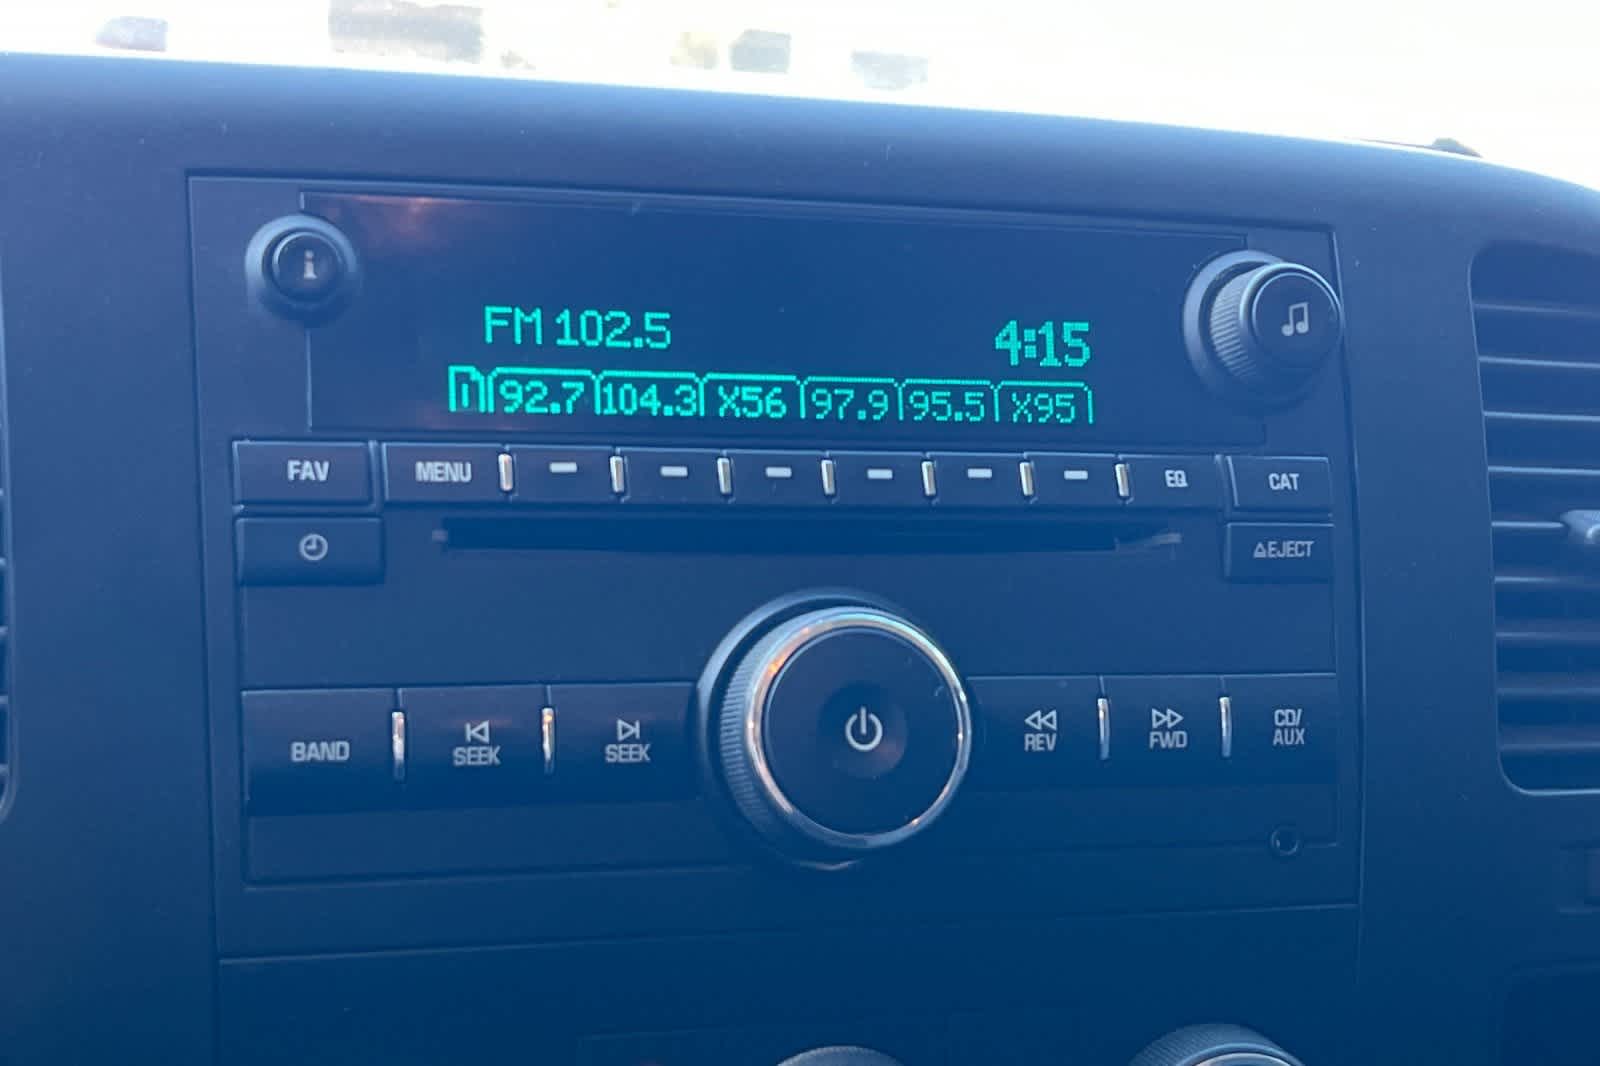 i
FM 102.5 4:15
1 92.7 104.3 X56 97.9 95.5 X95
FAV MENU EQ CAT
EJECT
BAND SEEK SEEK REV FWD CD/
AUX